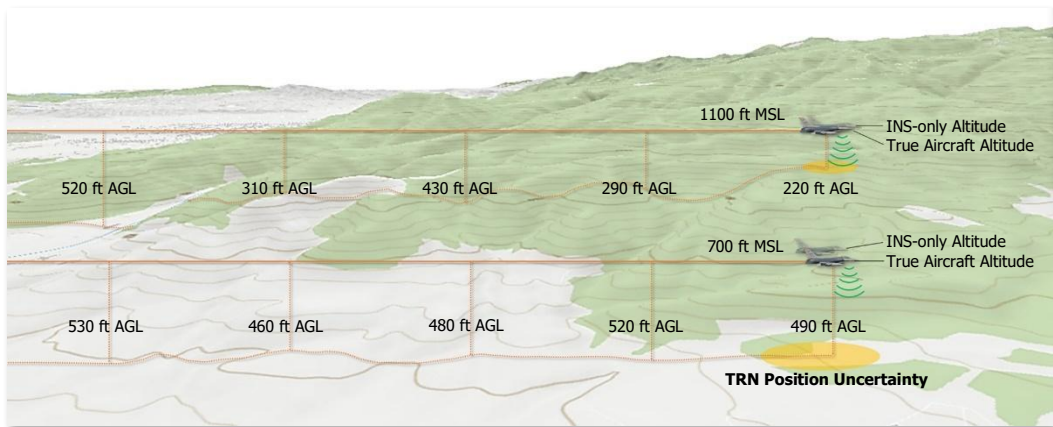 1100 ft MSL
INS-only Altitude
True Aircraft Altitude
520 ft AGL
310 ft AGL
430 ft AGL
290 ft AGL
220 ft AGL
700 ft MSL
INS-only Altitude
True Aircraft Altitude
530 ft AGL
460 ft AGL
480 ft AGL
520 ft AGL
490 ft AGL
TRN Position Uncertainty